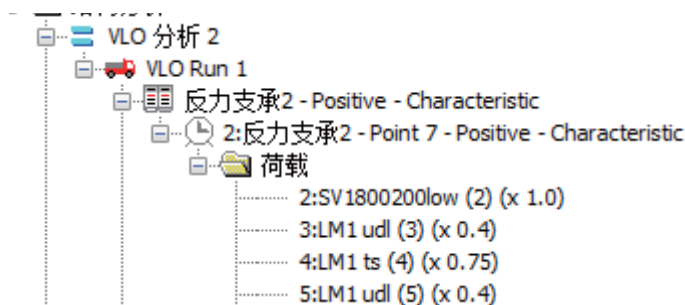 VLO 分析 2
VLO Run 1
反力支承2 - Positive - Characteristic
2:反力支承2 - Point 7 - Positive - Characteristic
荷载
2:SV1800200low (2) (x 1.0)
3:LM1 udl (3) (x 0.4)
4:LM1 ts (4) (x 0.75)
5:LM1 udl (5) (x 0.4)